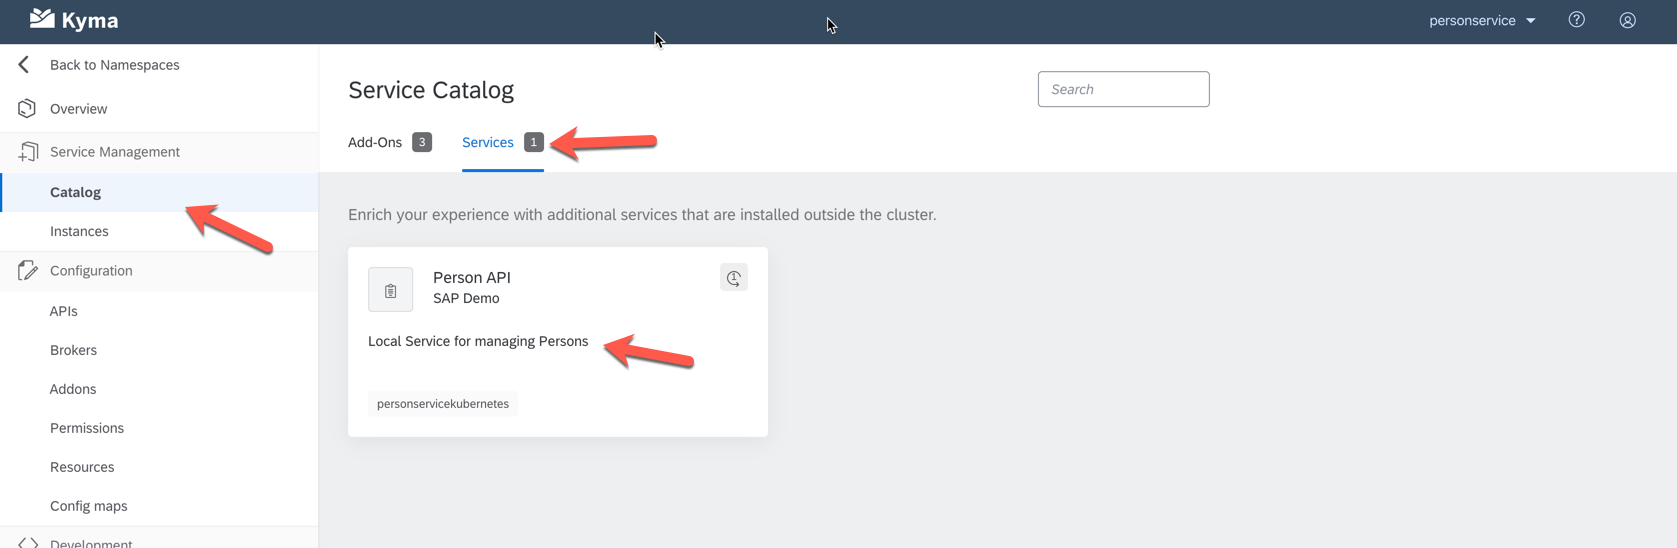 Kyma
personservice
Back to Namespaces
Overview
Service Management
Catalog
Instances
Configuration
APIs
Brokers
Addons
Permissions
Resources
Config maps
Development
Service Catalog
Search
Add-Ons 3 Services 1
Enrich your experience with additional services that are installed outside the cluster.
Person API
SAP Demo
1
Local Service for managing Persons
personservicekubernetes